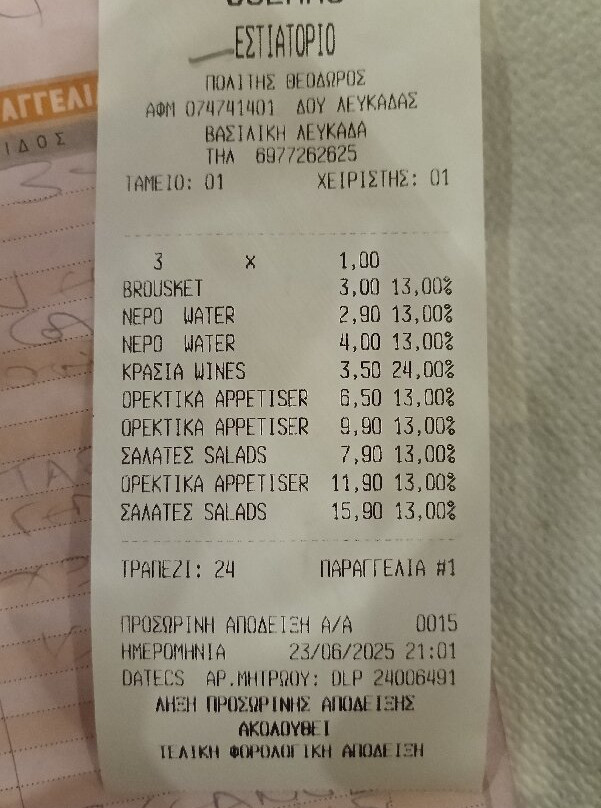 ΕΣΤΙΑΤΟΡΙΟ
ΠΟΛΙΤΗΣ ΘΕΟΔΩΡΟΣ
ΑΦΜ 074741401 ΔΟΥ ΛΕΥΚΑΔΑΣ
ΒΑΣΙΛΙΚΗ ΛΕΥΚΑΔΑ
ΤΗΛ 6977262625
ΤΑΜΕΙΟ: 01 ΧΕΙΡΙΣΤΗΣ: 01
3 x 1,00
BROUSKET 3,00 13,00%
ΝΕΡΟ WATER 2,90 13,00%
ΝΕΡΟ WATER 4,00 13,00%
ΚΡΑΣΙΑ WINES 3,50 24,00%
ΟΡΕΚΤΙΚΑ APPETISER 6,50 13,00%
ΟΡΕΚΤΙΚΑ APPETISER 9,90 13,00%
ΣΑΛΑΤΕΣ SALADS 7,90 13,00%
ΟΡΕΚΤΙΚΑ APPETISER 11,90 13,00%
ΣΑΛΑΤΕΣ SALADS 15,90 13,00%
ΤΡΑΠΕΖΙ: 24 ΠΑΡΑΓΓΕΛΙΑ #1
ΠΡΟΣΩΡΙΝΗ ΑΠΟΔΕΙΞΗ Α/Α 0015
ΗΜΕΡΟΜΗΝΙΑ 23/06/2025 21:01
DATECS ΑΡ.ΜΗΤΡΩΟΥ: DLP 24006491
ΛΗΞΗ ΠΡΟΣΩΡΙΝΗΣ ΑΠΟΔΕΙΞΗΣ
ΑΚΟΛΟΥΘΕΙ
ΤΕΛΙΚΗ ΦΟΡΟΛΟΓΙΚΗ ΑΠΟΔΕΙΞΗ
ΑΓΓΕΛΙ
ΙΔΟΣ